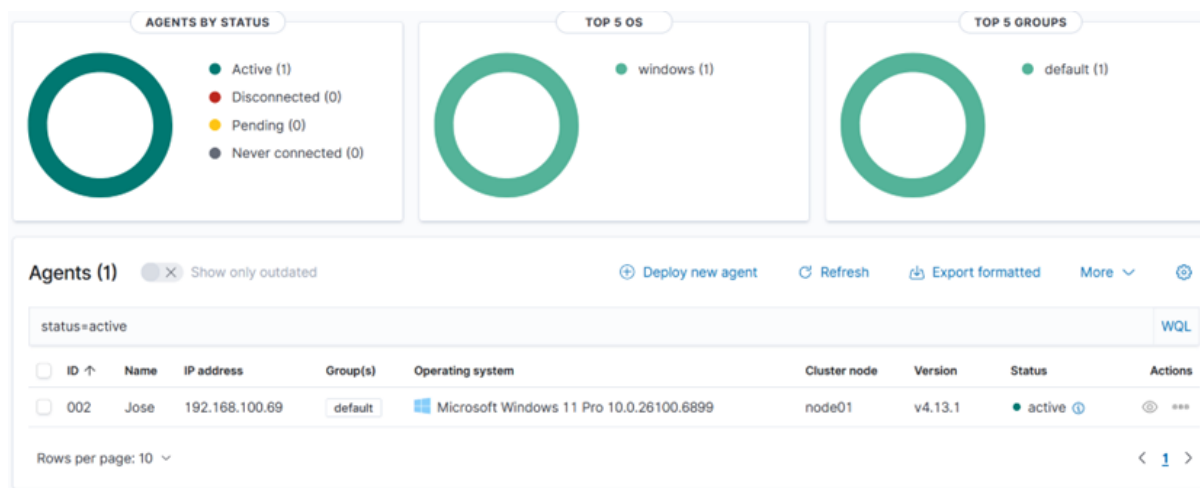 AGENTS BY STATUS
Active (1)
Disconnected (0)
Pending (0)
Never connected (0)
TOP 5 OS
windows (1)
TOP 5 GROUPS
default (1)
Agents (1) Show only outdated Deploy new agent Refresh Export formatted More
status=active WQL
ID Name IP address Group(s) Operating system Cluster node Version Status Actions
002 Jose 192.168.100.69 default Microsoft Windows 11 Pro 10.0.26100.6899 node01 v4.13.1 active
Rows per page: 10 1